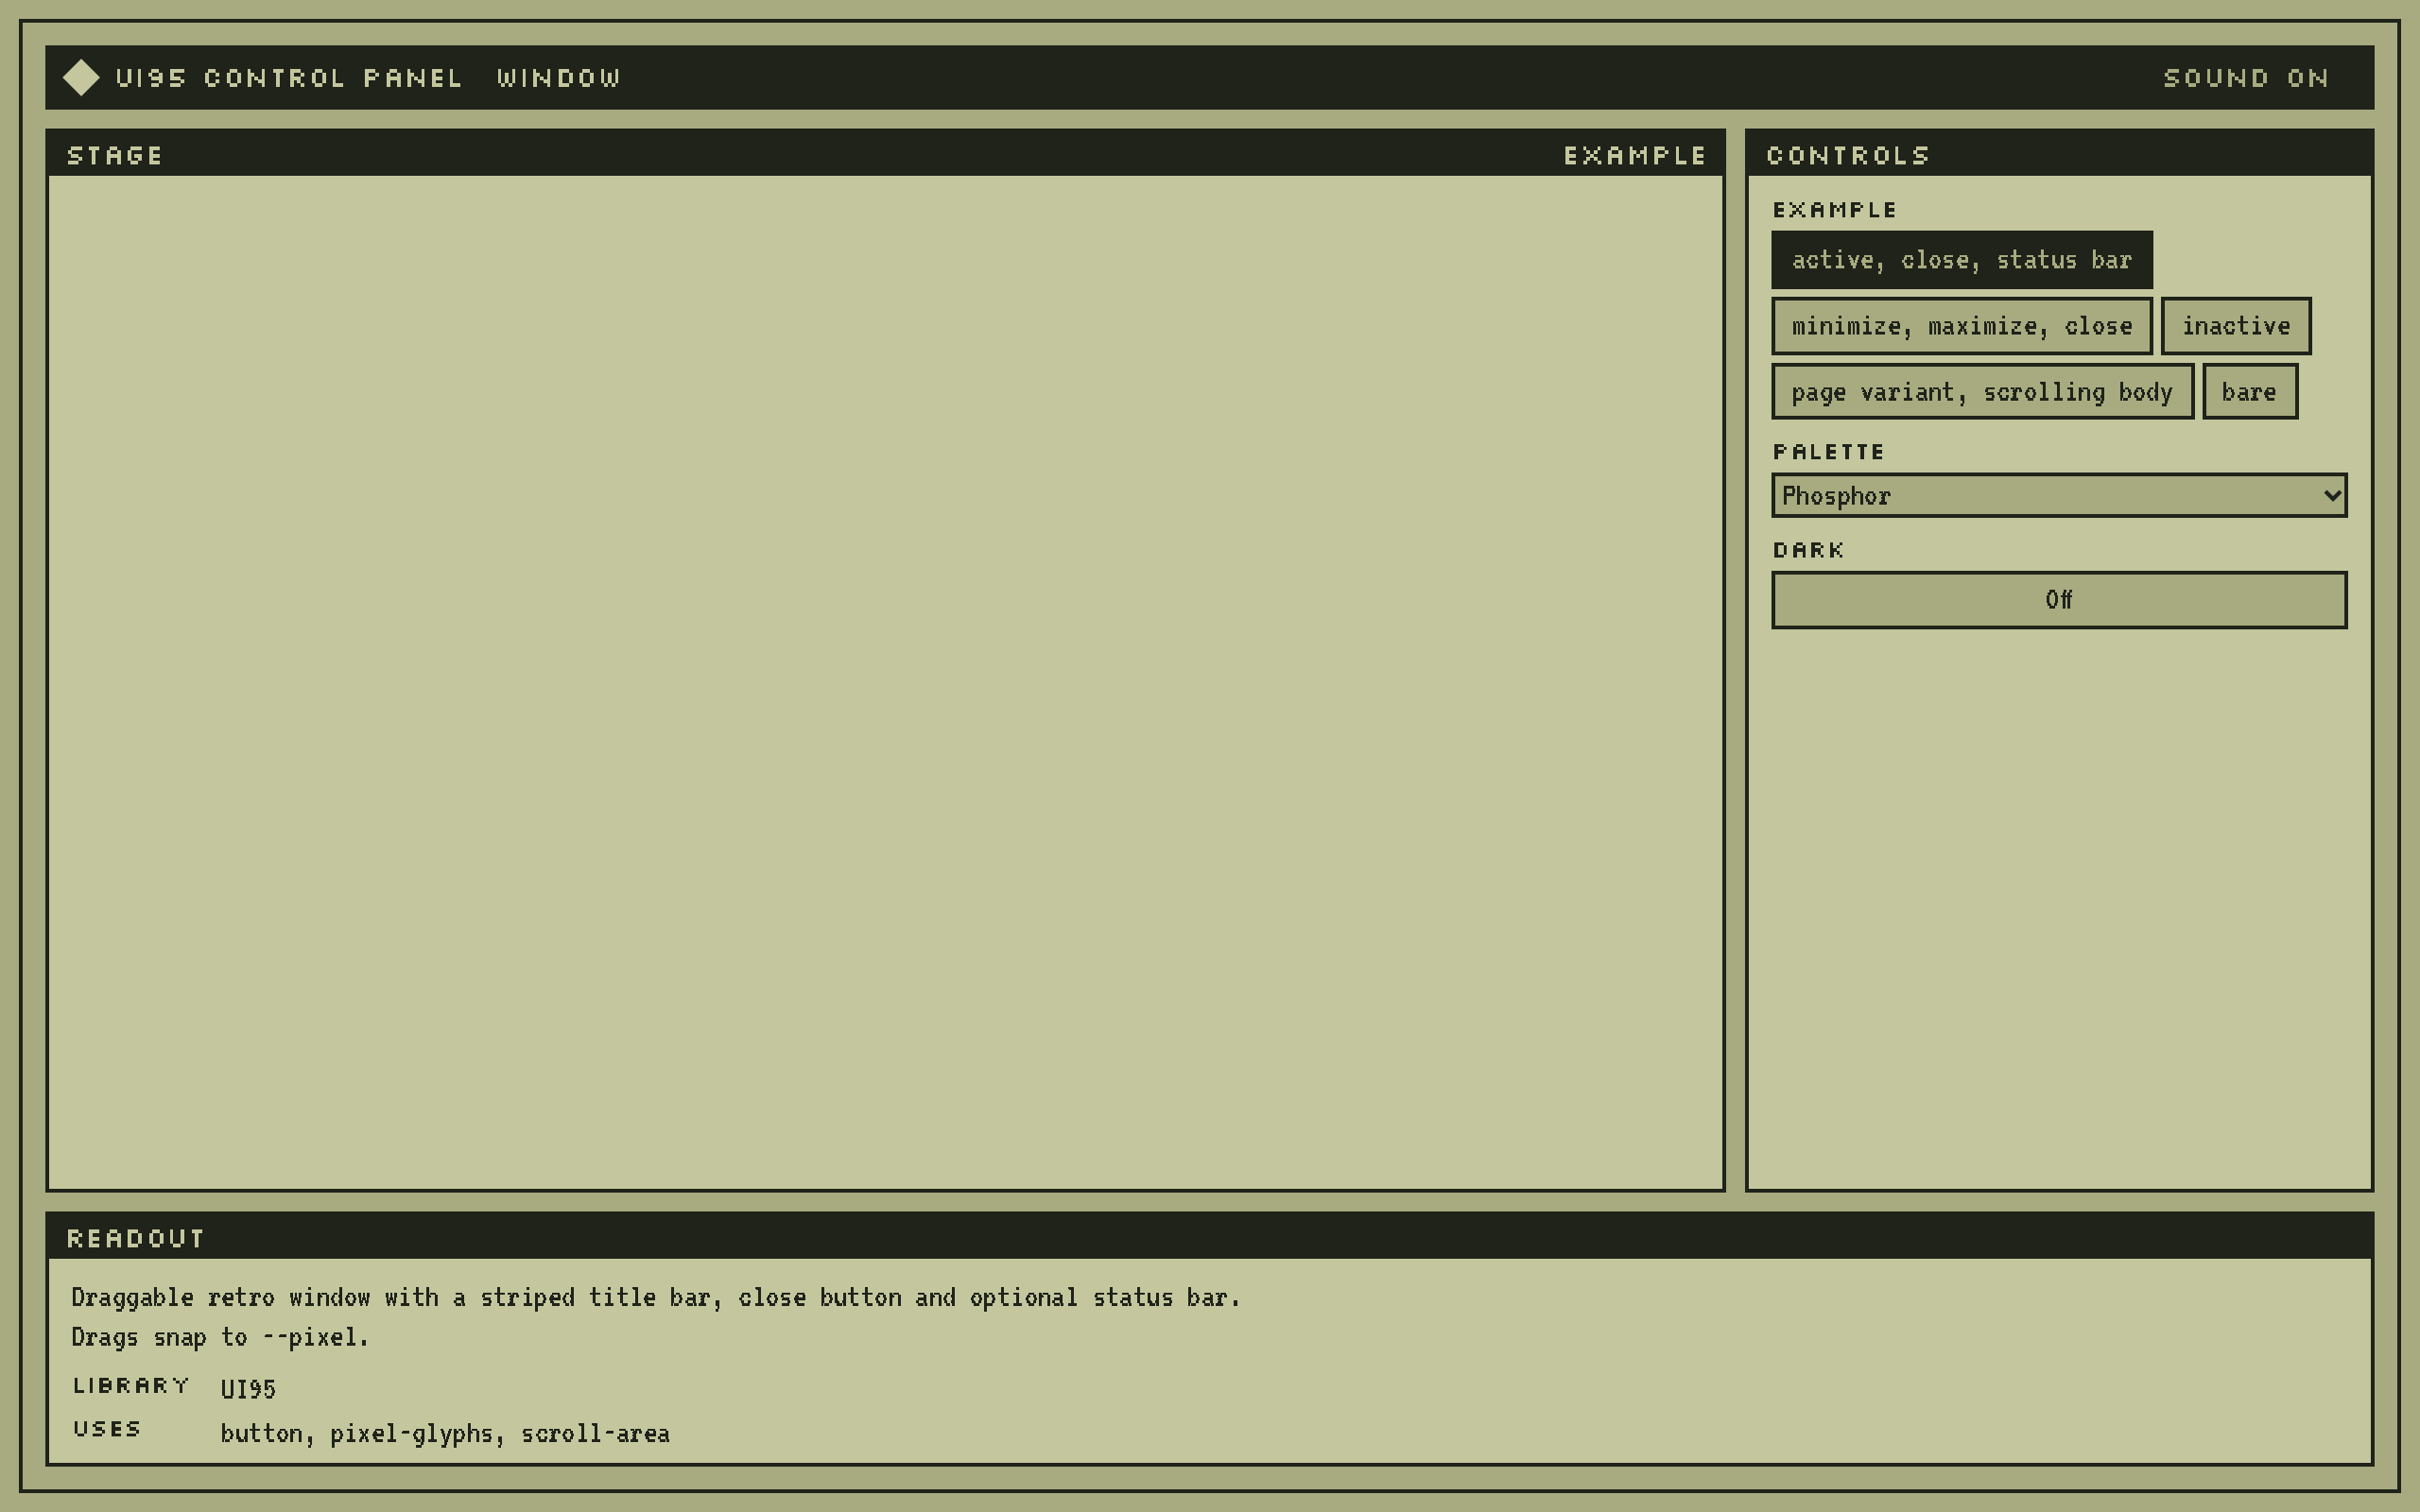 UI95 CONTROL PANEL WINDOW
SOUND ON
STAGE
EXAMPLE
CONTROLS
EXAMPLE
active, close, status bar
minimize, maximize, close
inactive
page variant, scrolling body
bare
PALETTE
Phosphor
DARK
Off
READOUT
Draggable retro window with a striped title bar, close button and optional status bar.
Drags snap to --pixel.
LIBRARY UI95
USES button, pixel-glyphs, scroll-area